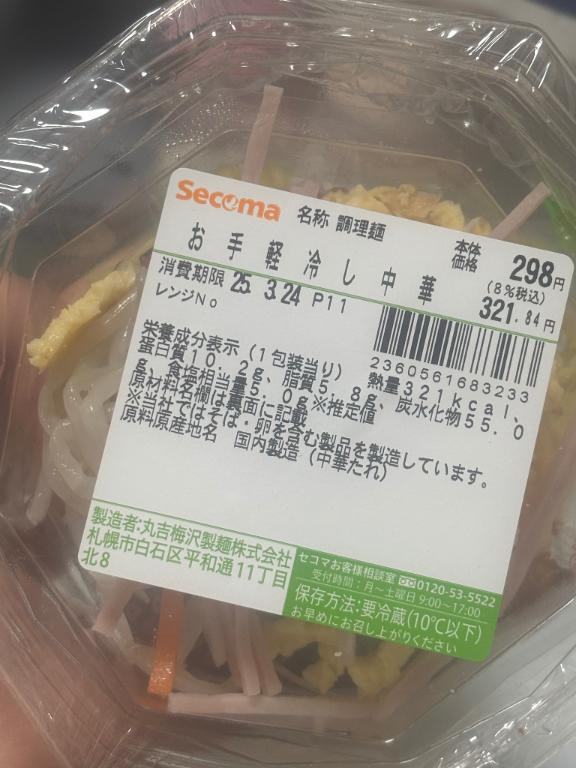 Secoma 名称 調理麺
お手軽冷し中華
本体価格 298円
(8%税込)
321.84円
消費期限 25. 3.24 P11
レンジNo
2360561683233
栄養成分表示(1包装当り) 熱量321kcal、
蛋白質10.2g、脂質5.8g、炭水化物55.0
g、食塩相当量5.0g※推定値
原材料名欄は裏面に記載
※当社ではそば・卵を含む製品を製造しています。
原料原産地名 国内製造(中華たれ)
製造者:丸吉梅沢製麺株式会社
札幌市白石区平和通11丁目
北8
セコマお客様相談室 0120-53-5522
受付時間:月〜土曜日 9:00〜17:00
保存方法:要冷蔵(10℃以下)
お早めにお召し上がりください